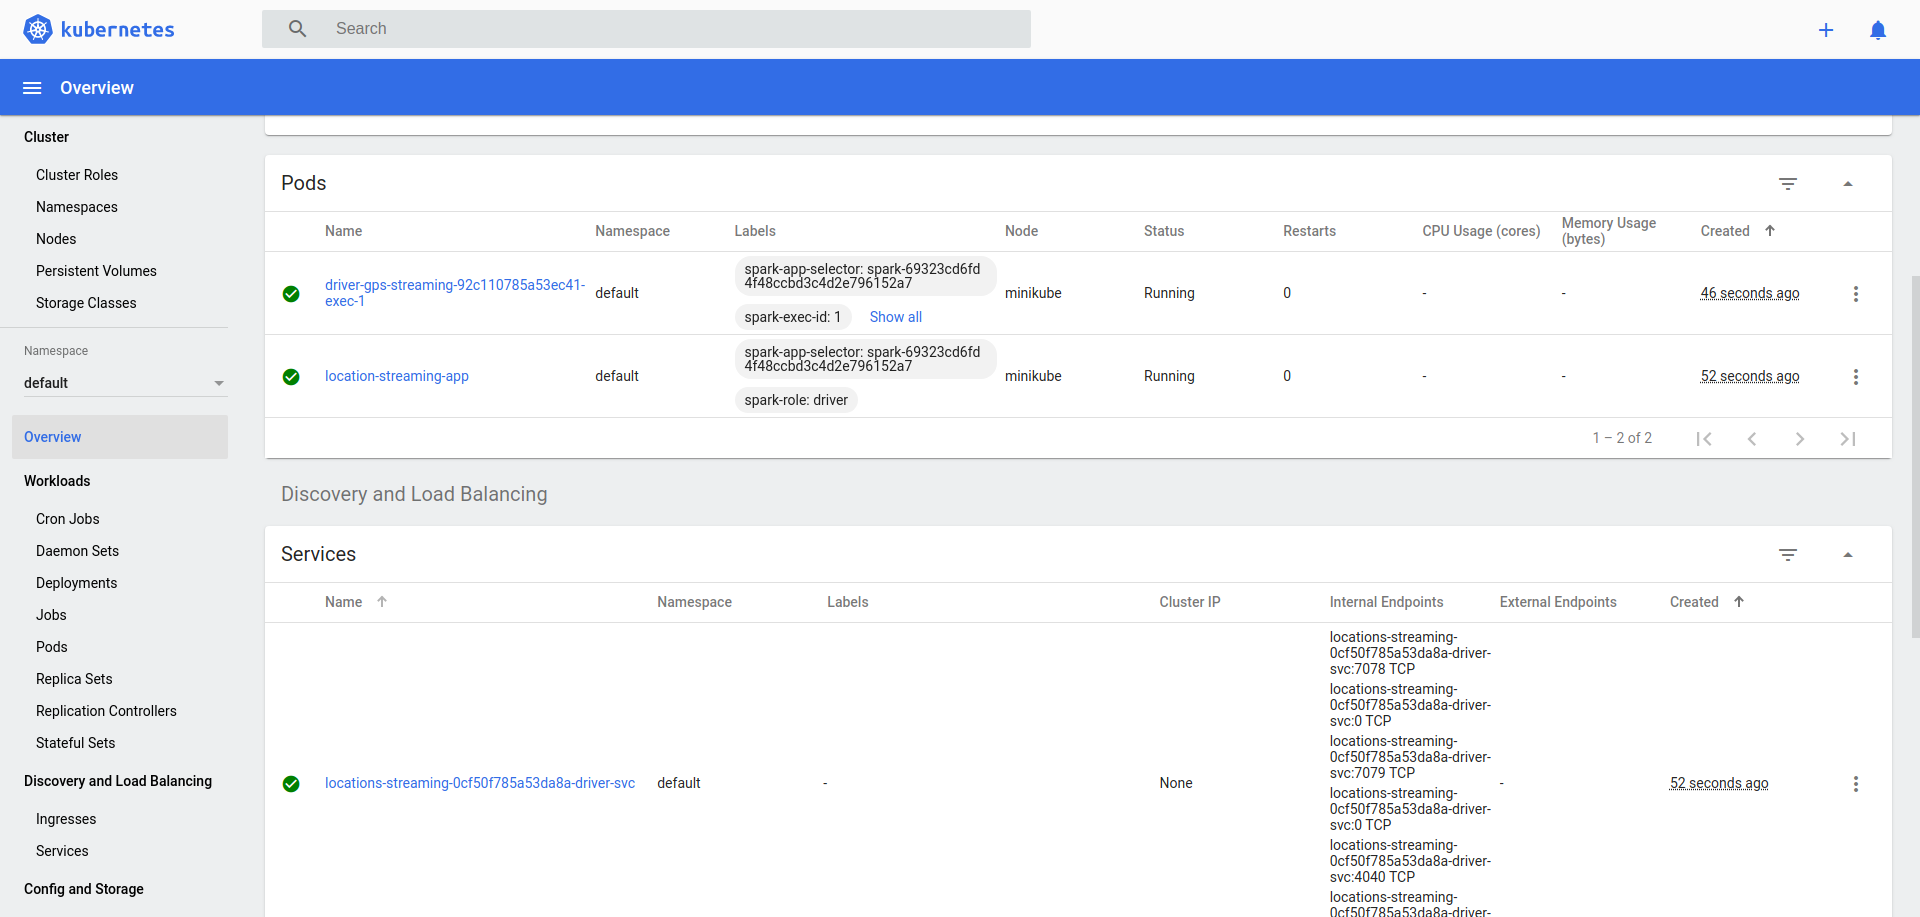 kubernetes
Search
Overview
Cluster
Cluster Roles
Namespaces
Nodes
Persistent Volumes
Storage Classes
Namespace
default
Overview
Workloads
Cron Jobs
Daemon Sets
Deployments
Jobs
Pods
Replica Sets
Replication Controllers
Stateful Sets
Discovery and Load Balancing
Ingresses
Services
Config and Storage
Pods
Name Namespace Labels Node Status Restarts CPU Usage (cores) Memory Usage (bytes) Created
driver-gps-streaming-92c110785a53ec41-
exec-1
default
spark-app-selector: spark-69323cd6fd
4f48ccbd3c4d2e796152a7
spark-exec-id: 1 Show all
minikube Running 0 - - 46 seconds ago
location-streaming-app
default
spark-app-selector: spark-69323cd6fd
4f48ccbd3c4d2e796152a7
spark-role: driver
minikube Running 0 - - 52 seconds ago
1 – 2 of 2
Discovery and Load Balancing
Services
Name Namespace Labels Cluster IP Internal Endpoints External Endpoints Created
locations-streaming-0cf50f785a53da8a-driver-svc default - None
locations-streaming-
0cf50f785a53da8a-driver-
svc:7078 TCP
locations-streaming-
0cf50f785a53da8a-driver-
svc:0 TCP
locations-streaming-
0cf50f785a53da8a-driver-
svc:7079 TCP
locations-streaming-
0cf50f785a53da8a-driver-
svc:0 TCP
locations-streaming-
0cf50f785a53da8a-driver-
svc:4040 TCP
locations-streaming-
0cf50f785a53da8a-driver-
- 52 seconds ago